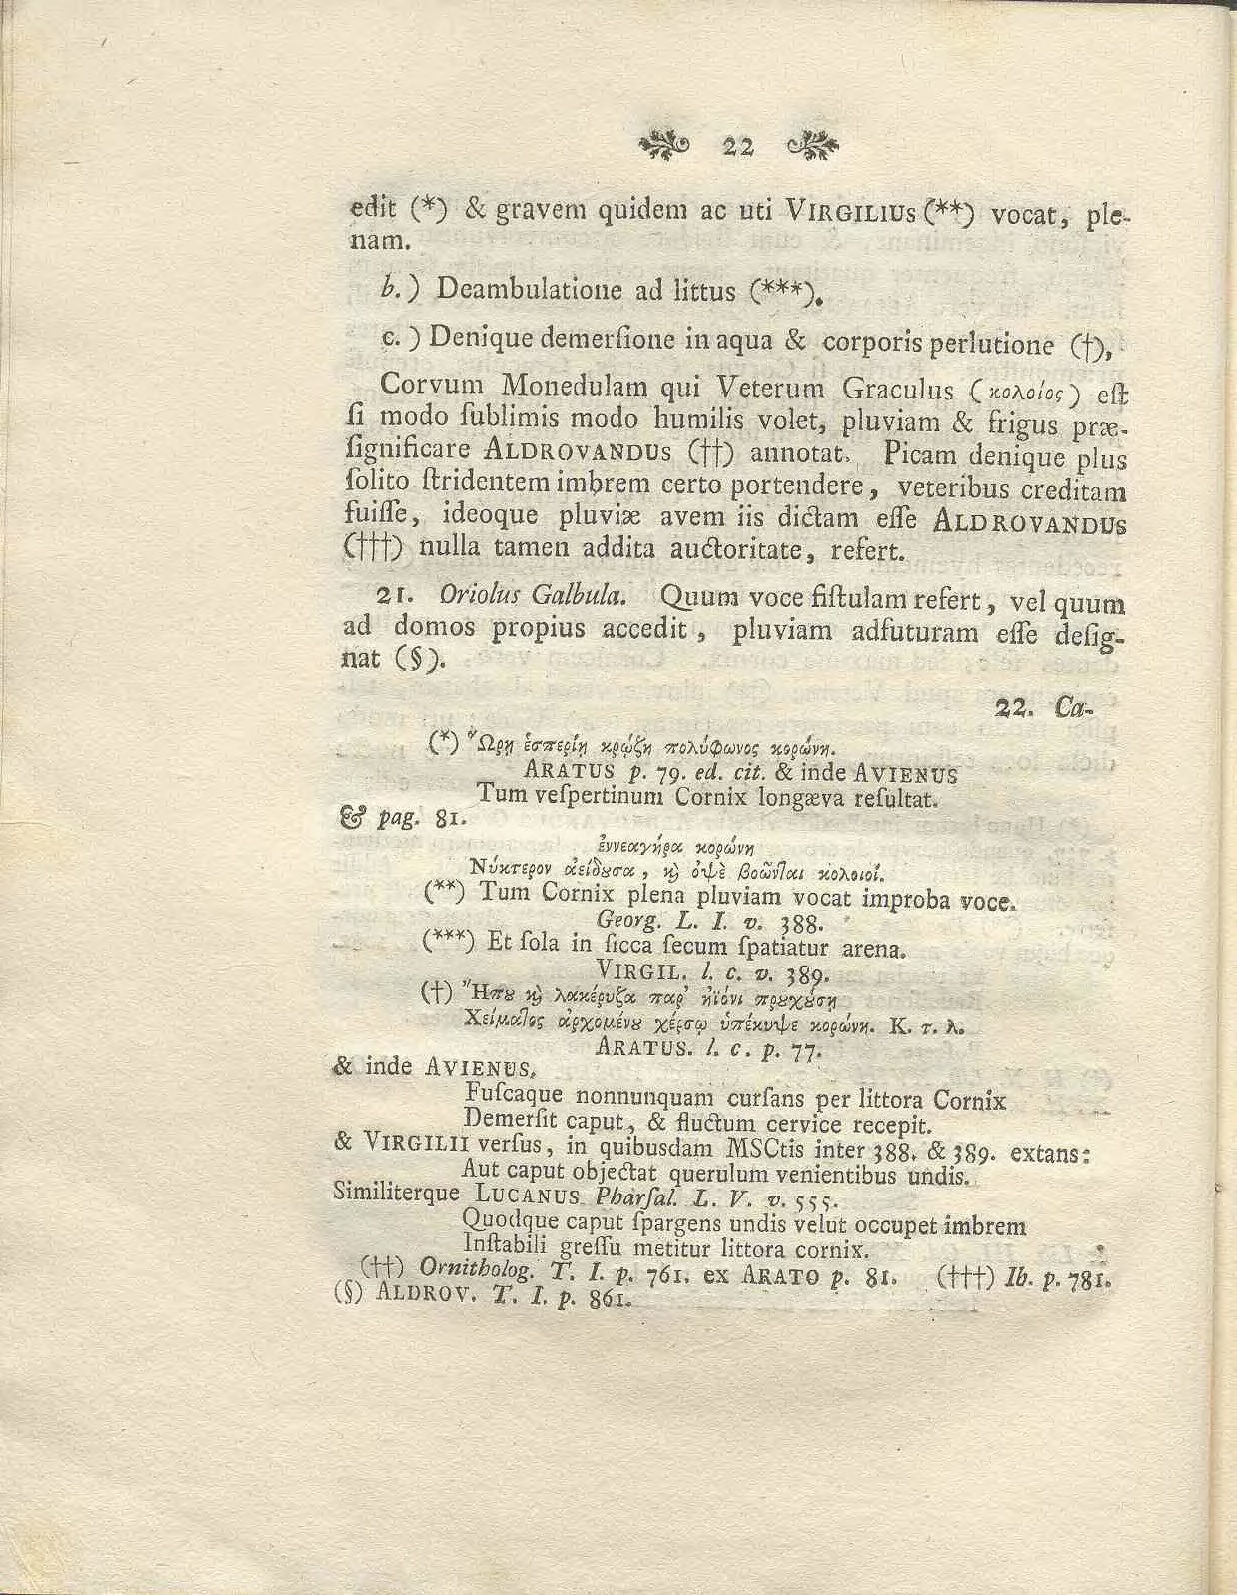 22
edit (*) & gravem quidem ac uti VIRGILIUS (**) vocat, ple-
nam.
b.) Deambulatione ad littus (***).
c.) Denique demerſione in aqua & corporis perlutione (†),
Corvum Monedulam qui Veterum Graculus (κολοίος) eſt
ſi modo ſublimis modo humilis volet, pluviam & frigus præ-
ſignificare ALDROVANDUS (††) annotat. Picam denique plus
ſolito ſtridentem imbrem certo portendere, veteribus creditam
fuiſſe, ideoque pluviæ avem iis dictam eſſe ALDROVANDUS
(†††) nulla tamen addita auctoritate, refert.
21. Oriolus Galbula. Quum voce fiſtulam refert, vel quum
ad domos propius accedit, pluviam adfuturam eſſe deſig-
nat (§).
22. Ca-
(*) Ὤρῃ ἑσπερίῃ κρώζῃ πολύφωνος κορώνη.
ARATUS p. 79. ed. cit. & inde AVIENUS
Tum veſpertinum Cornix longæva reſultat.
& pag. 81.
ἐννεαγήρα κορώνη
Νύκτερον ἀείδȣσα, ϗ ὀψὲ βοῶνται κολοιοί.
(**) Tum Cornix plena pluviam vocat improba voce.
Georg. L. I. v. 388.
(***) Et ſola in ſicca ſecum ſpatiatur arena.
VIRGIL. l. c. v. 389.
(†) Ἤπȣ ϗ λακέρυζα παρ' ἠϊόνι πρȣχȣ́σῃ
Χείματος ἀρχομένȣ χέρσῳ ὑπέκυψε κορώνη. Κ. τ. λ.
ARATUS. l. c. p. 77.
& inde AVIENUS.
Fuſcaque nonnunquam curſans per littora Cornix
Demerſit caput, & fluctum cervice recepit.
& VIRGILII verſus, in quibusdam MSCtis inter 388. & 389. extans:
Aut caput objectat querulum venientibus undis.
Similiterque LUCANUS Pharſal. L. V. v. 555.
Quodque caput ſpargens undis velut occupet imbrem
Inſtabili greſſu metitur littora cornix.
(††) Ornitholog. T. I. p. 761. ex ARATO p. 81. (†††) Ib. p. 781.
(§) ALDROV. T. I. p. 861.